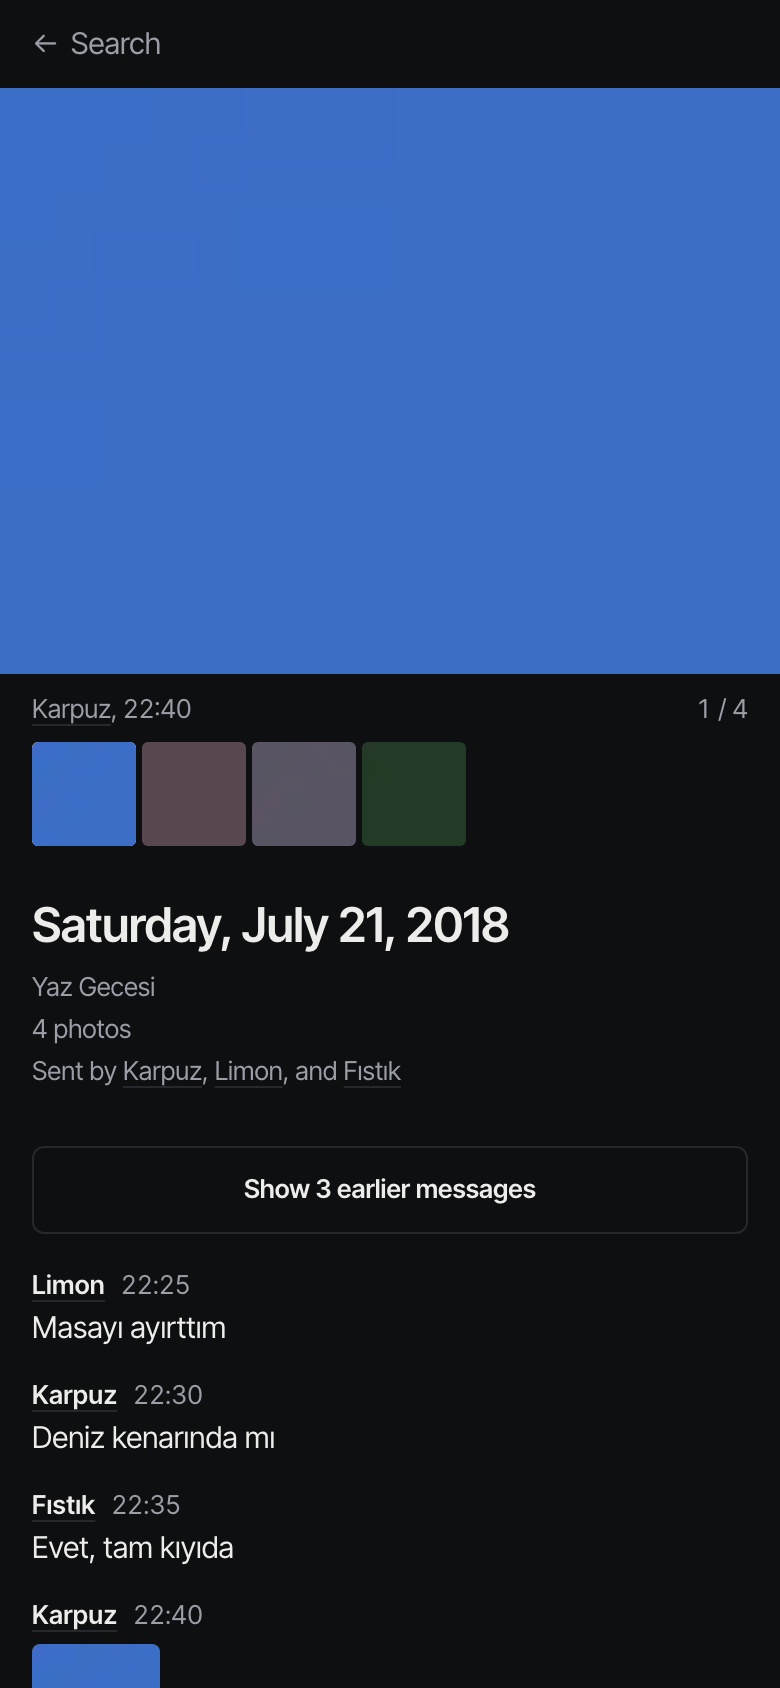 ← Search
Karpuz, 22:40
1 / 4
Saturday, July 21, 2018
Yaz Gecesi
4 photos
Sent by Karpuz, Limon, and Fıstık
Show 3 earlier messages
Limon 22:25
Masayı ayırttım
Karpuz 22:30
Deniz kenarında mı
Fıstık 22:35
Evet, tam kıyıda
Karpuz 22:40